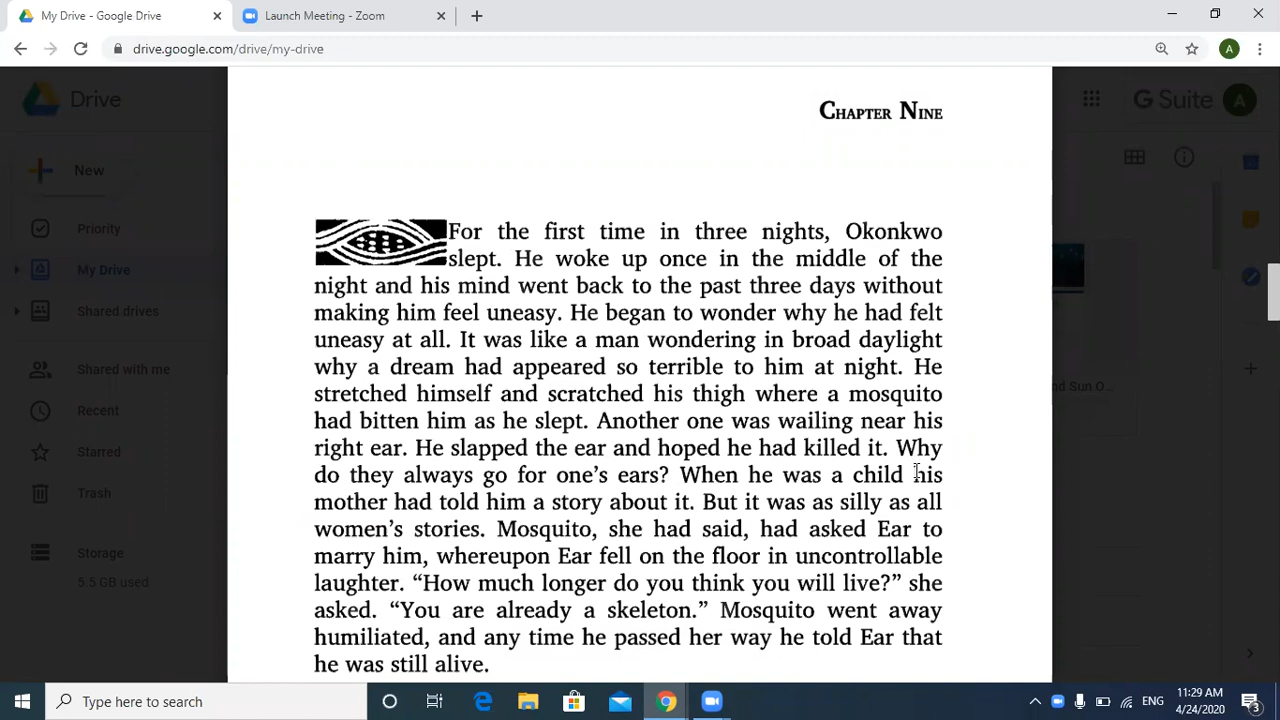 My Drive - Google Drive
Launch Meeting - Zoom
drive.google.com/drive/my-drive
A
Drive
G Suite
A
New
Priority
My Drive
Shared drives
Shared with me
Recent
Starred
Trash
Storage
5.5 GB used
nd Sun O...
CHAPTER NINE
For the first time in three nights, Okonkwo
slept. He woke up once in the middle of the
night and his mind went back to the past three days without
making him feel uneasy. He began to wonder why he had felt
uneasy at all. It was like a man wondering in broad daylight
why a dream had appeared so terrible to him at night. He
stretched himself and scratched his thigh where a mosquito
had bitten him as he slept. Another one was wailing near his
right ear. He slapped the ear and hoped he had killed it. Why
do they always go for one’s ears? When he was a child his
mother had told him a story about it. But it was as silly as all
women’s stories. Mosquito, she had said, had asked Ear to
marry him, whereupon Ear fell on the floor in uncontrollable
laughter. “How much longer do you think you will live?” she
asked. “You are already a skeleton.” Mosquito went away
humiliated, and any time he passed her way he told Ear that
he was still alive.
Type here to search
ENG
11:29 AM
4/24/2020
3